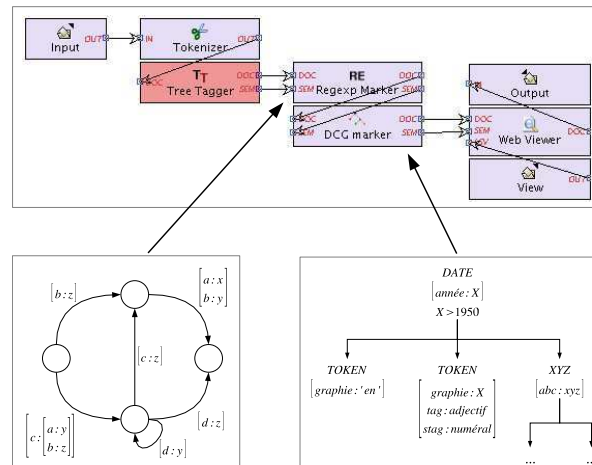 Input
OUT
IN
OUT
Tokenizer
DOC
TT
DOC
SEM
Tree Tagger
DOC
SEM
RE
DOC
SEM
Regexp Marker
DOC
SEM
DOC
SEM
DCG marker
IN
DOC
Output
DOC
SEM
Web Viewer
OUT
View
[b:z]
[a:x
b:y]
[c:z]
[c:[a:y
b:z]]
[d:y]
[d:z]
DATE
[année: X]
X>1950
TOKEN
[graphie:'en']
TOKEN
[graphie: X
tag: adjectif
stag: numéral]
XYZ
[abc: xyz]
...
...